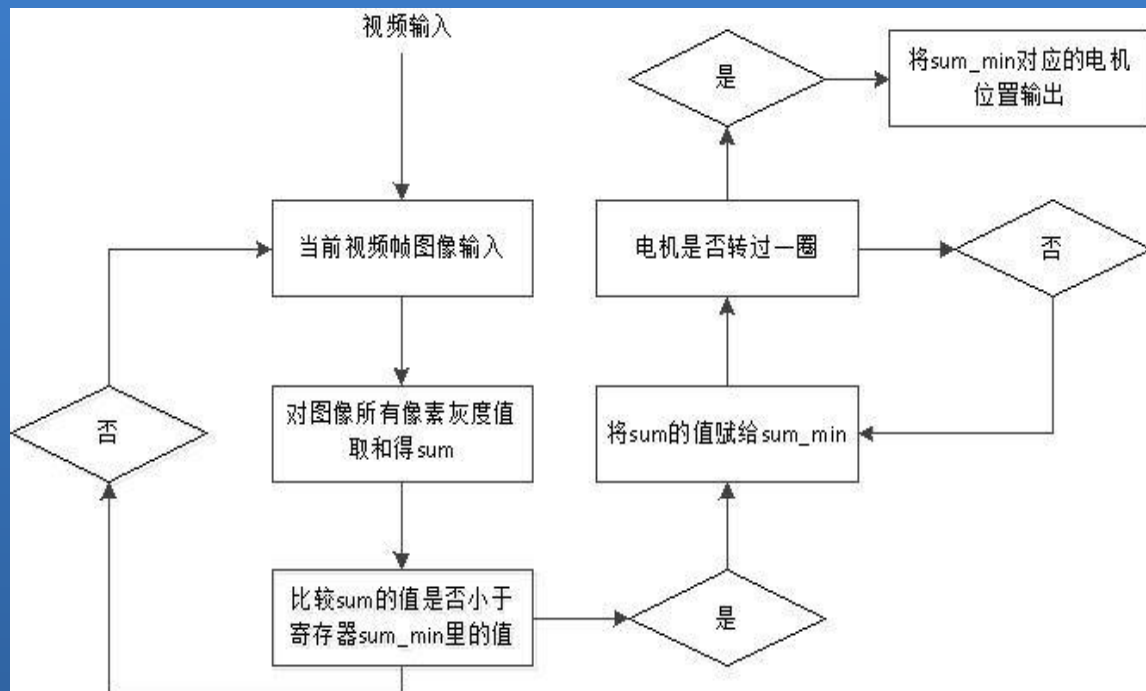 视频输入
当前视频帧图像输入
对图像所有像素灰度值
取和得sum
比较sum的值是否小于
寄存器sum_min里的值
否
是
将sum的值赋给sum_min
电机是否转过一圈
否
是
将sum_min对应的电机
位置输出